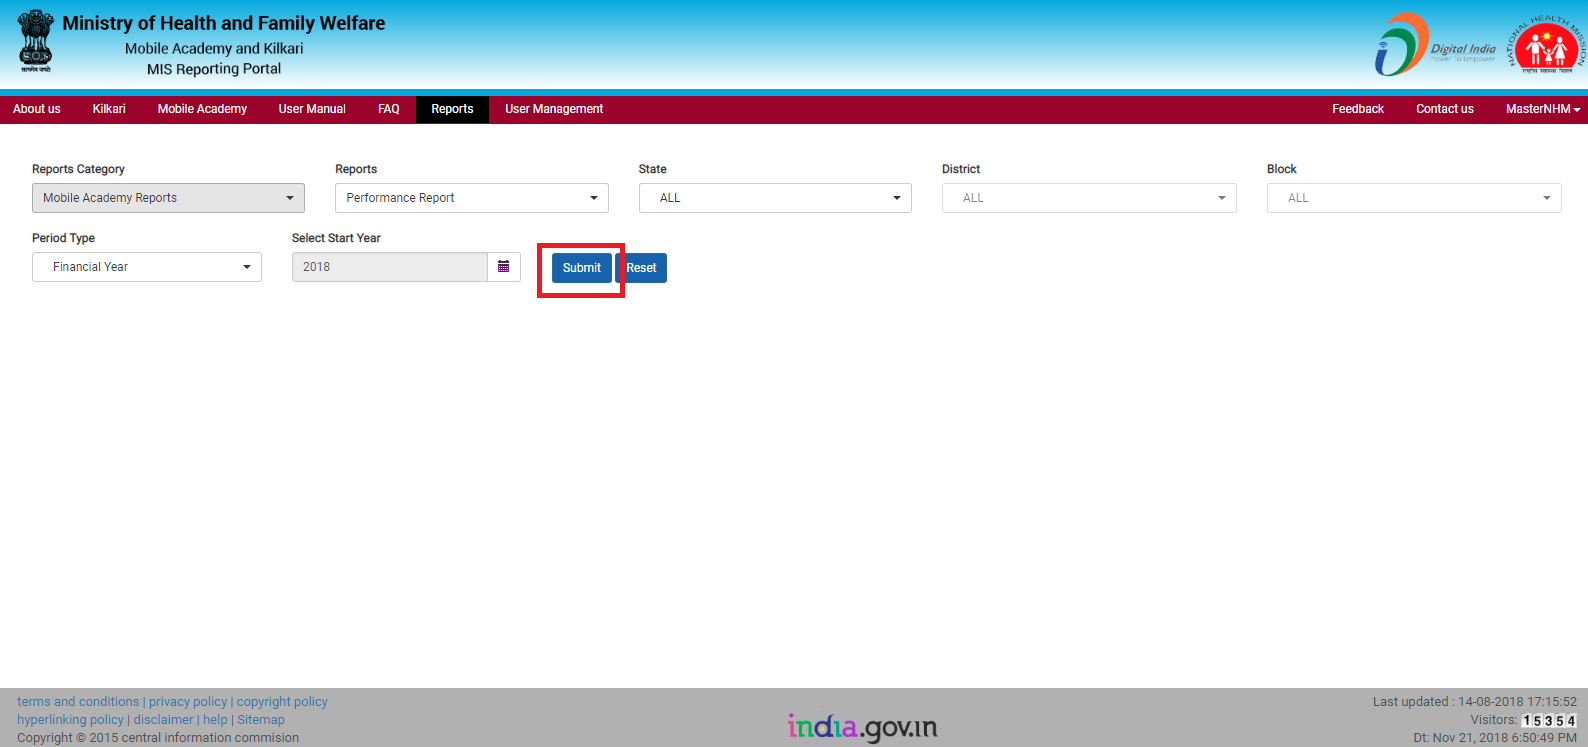 Ministry of Health and Family Welfare
Mobile Academy and Kilkari
MIS Reporting Portal
सत्यमेव जयते
Digital India
Power To Empower
NATIONAL HEALTH MISSION
राष्ट्रीय स्वास्थ्य मिशन
About us Kilkari Mobile Academy User Manual FAQ Reports User Management Feedback Contact us MasterNHM
Reports Category Reports State District Block
Mobile Academy Reports Performance Report ALL ALL ALL
Period Type Select Start Year
Financial Year 2018 Submit Reset
terms and conditions | privacy policy | copyright policy
hyperlinking policy | disclaimer | help | Sitemap
Copyright © 2015 central information commision
india.gov.in
Last updated : 14-08-2018 17:15:52
Visitors: 15354
Dt: Nov 21, 2018 6:50:49 PM